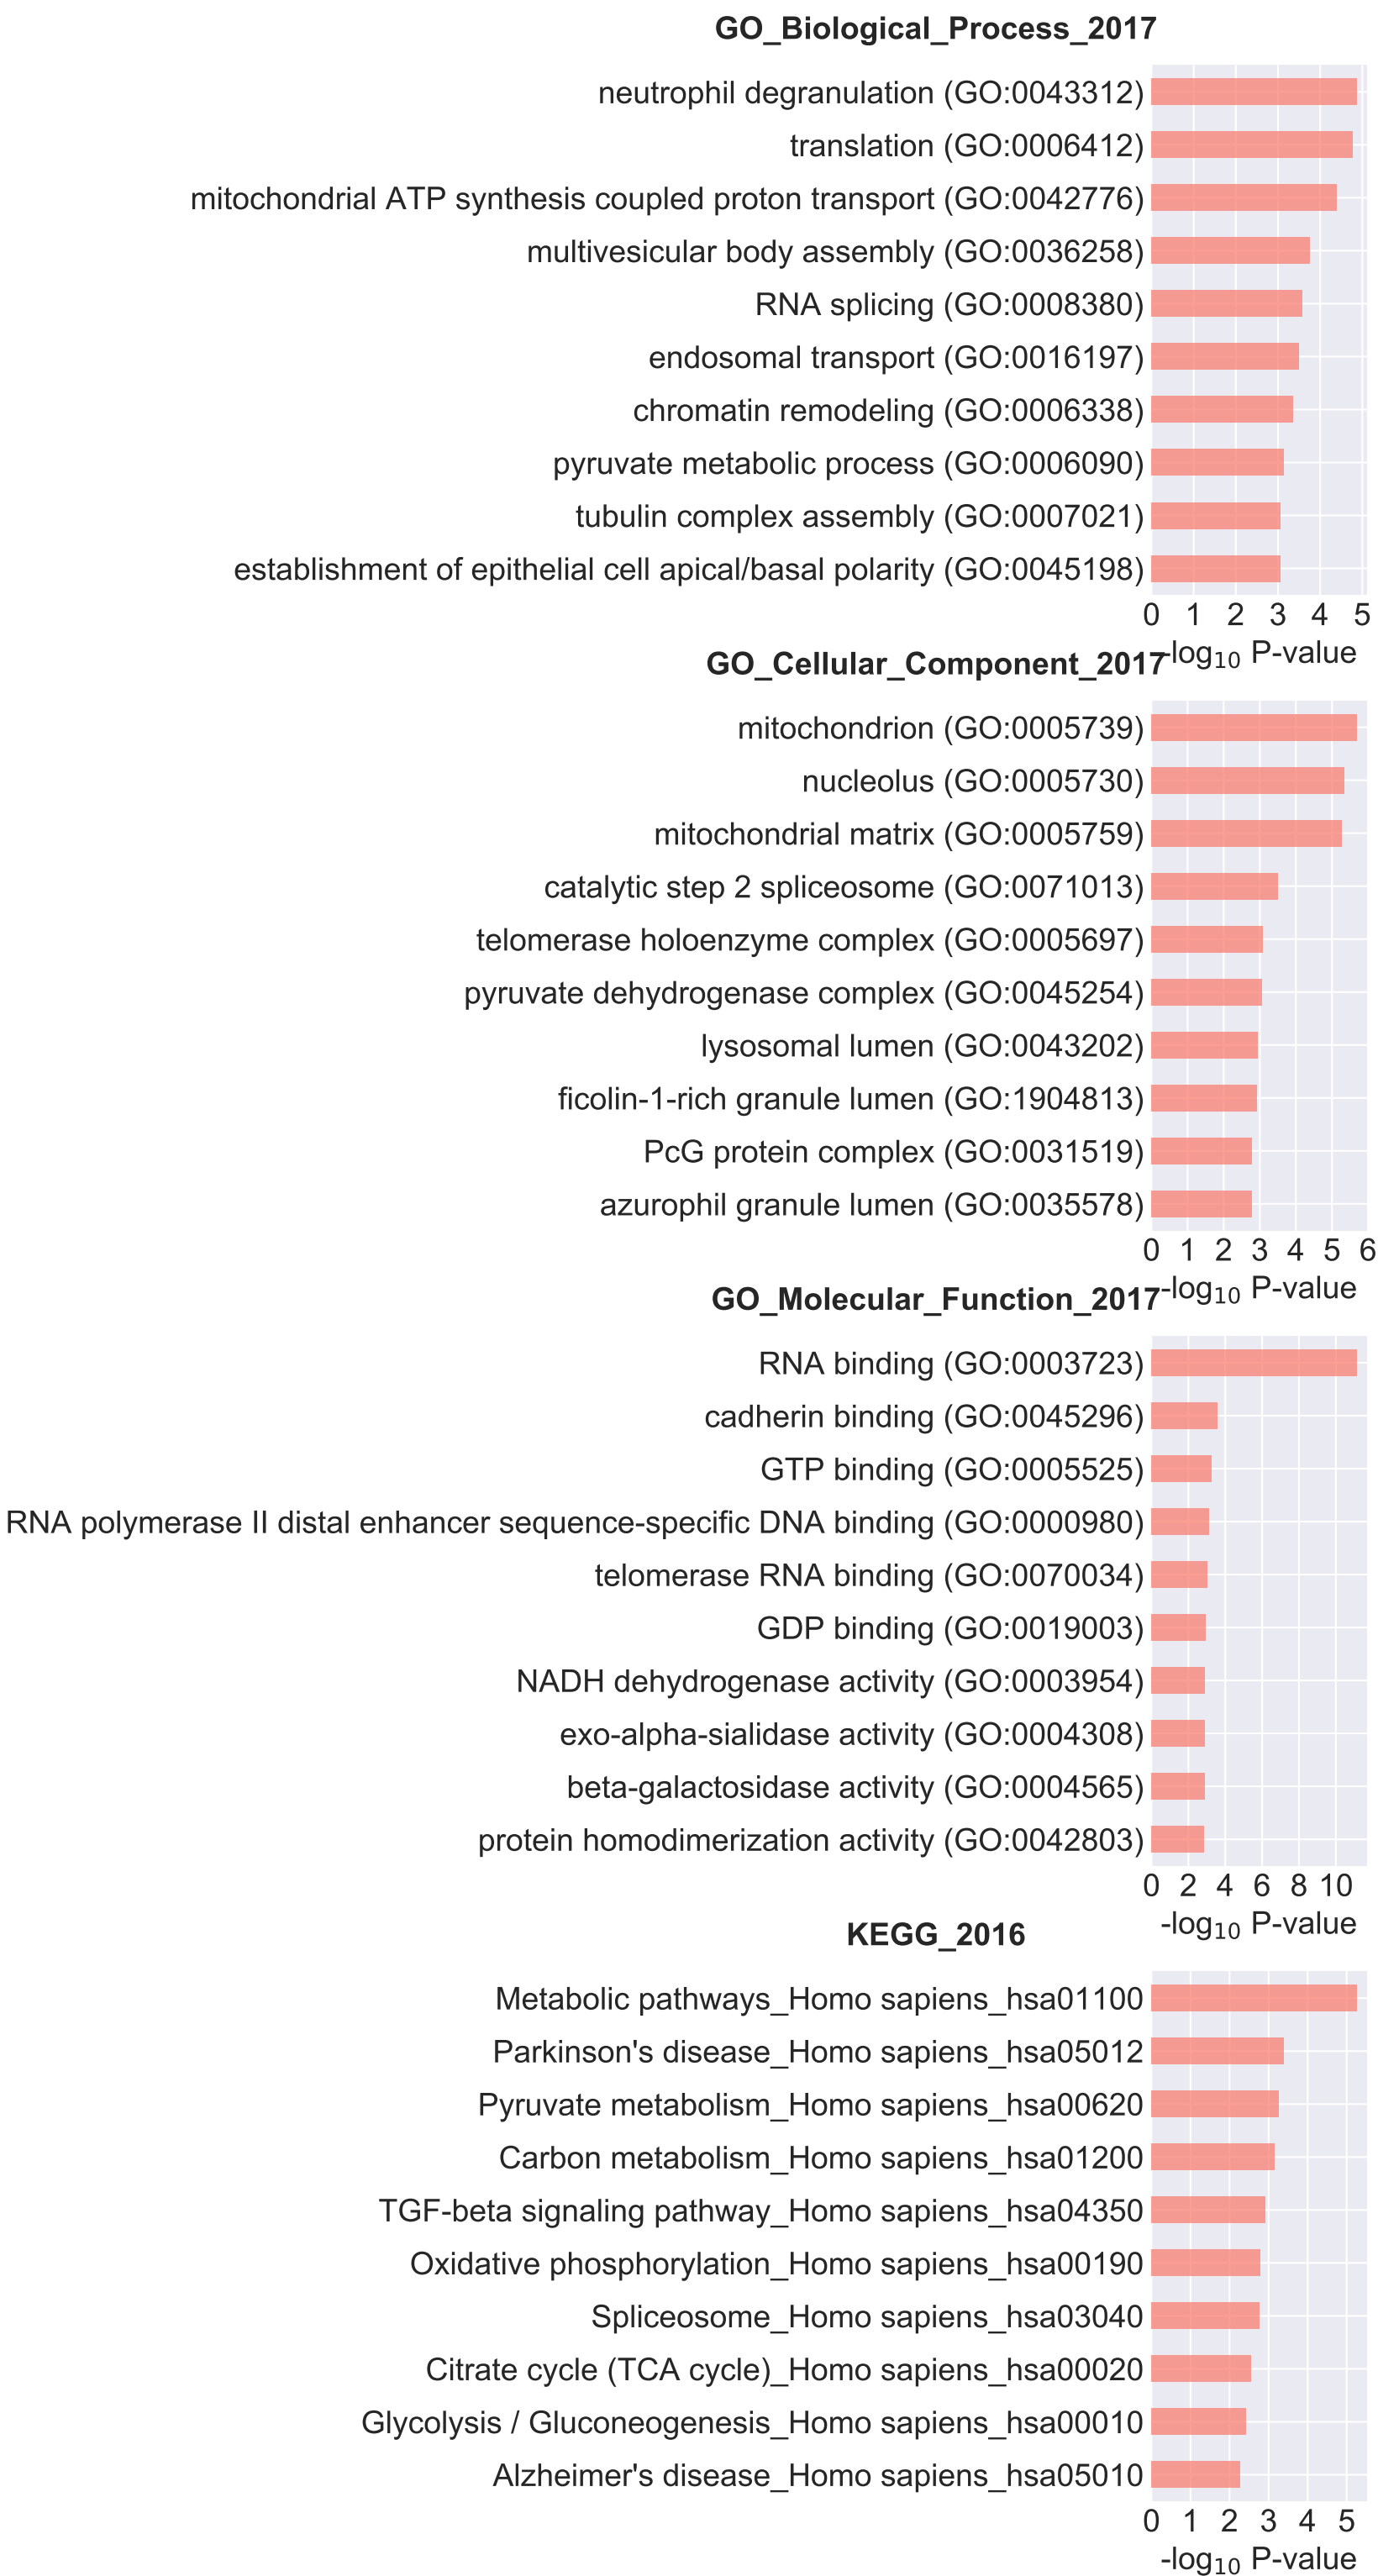 GO_Biological_Process_2017
neutrophil degranulation (GO:0043312)
translation (GO:0006412)
mitochondrial ATP synthesis coupled proton transport (GO:0042776)
multivesicular body assembly (GO:0036258)
RNA splicing (GO:0008380)
endosomal transport (GO:0016197)
chromatin remodeling (GO:0006338)
pyruvate metabolic process (GO:0006090)
tubulin complex assembly (GO:0007021)
establishment of epithelial cell apical/basal polarity (GO:0045198)
0 1 2 3 4 5
-log10 P-value
GO_Cellular_Component_2017
mitochondrion (GO:0005739)
nucleolus (GO:0005730)
mitochondrial matrix (GO:0005759)
catalytic step 2 spliceosome (GO:0071013)
telomerase holoenzyme complex (GO:0005697)
pyruvate dehydrogenase complex (GO:0045254)
lysosomal lumen (GO:0043202)
ficolin-1-rich granule lumen (GO:1904813)
PcG protein complex (GO:0031519)
azurophil granule lumen (GO:0035578)
0 1 2 3 4 5 6
-log10 P-value
GO_Molecular_Function_2017
RNA binding (GO:0003723)
cadherin binding (GO:0045296)
GTP binding (GO:0005525)
RNA polymerase II distal enhancer sequence-specific DNA binding (GO:0000980)
telomerase RNA binding (GO:0070034)
GDP binding (GO:0019003)
NADH dehydrogenase activity (GO:0003954)
exo-alpha-sialidase activity (GO:0004308)
beta-galactosidase activity (GO:0004565)
protein homodimerization activity (GO:0042803)
0 2 4 6 8 10
-log10 P-value
KEGG_2016
Metabolic pathways_Homo sapiens_hsa01100
Parkinson's disease_Homo sapiens_hsa05012
Pyruvate metabolism_Homo sapiens_hsa00620
Carbon metabolism_Homo sapiens_hsa01200
TGF-beta signaling pathway_Homo sapiens_hsa04350
Oxidative phosphorylation_Homo sapiens_hsa00190
Spliceosome_Homo sapiens_hsa03040
Citrate cycle (TCA cycle)_Homo sapiens_hsa00020
Glycolysis / Gluconeogenesis_Homo sapiens_hsa00010
Alzheimer's disease_Homo sapiens_hsa05010
0 1 2 3 4 5
-log10 P-value